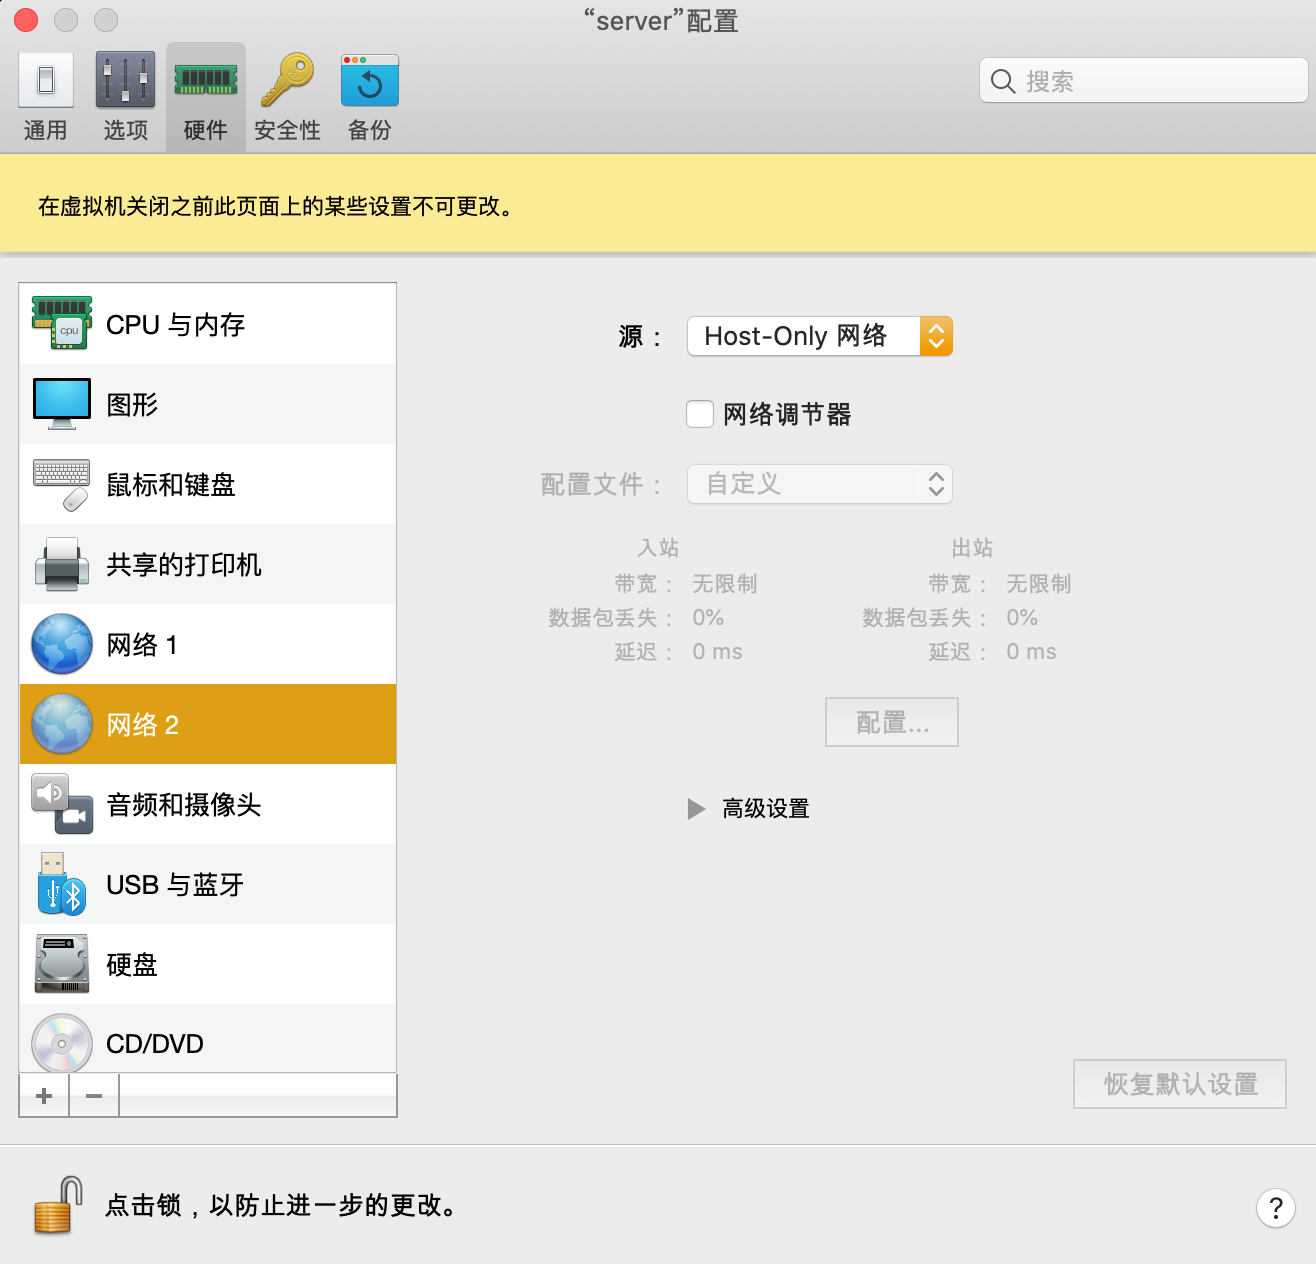 “server”配置
通用 选项 硬件 安全性 备份
搜索
在虚拟机关闭之前此页面上的某些设置不可更改。
CPU 与内存
cpu
图形
鼠标和键盘
共享的打印机
网络 1
网络 2
音频和摄像头
USB 与蓝牙
硬盘
CD/DVD
源： Host-Only 网络
网络调节器
配置文件： 自定义
入站 出站
带宽： 无限制 带宽： 无限制
数据包丢失： 0% 数据包丢失： 0%
延迟： 0 ms 延迟： 0 ms
配置...
高级设置
恢复默认设置
点击锁，以防止进一步的更改。
?